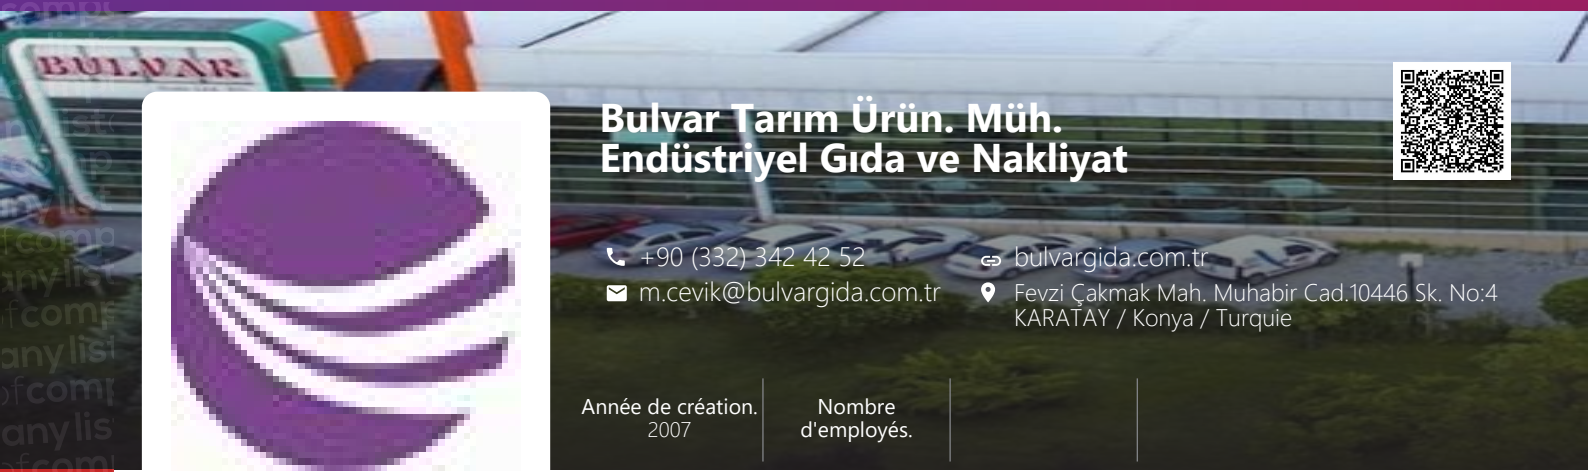 BULVAR
Bulvar Tarım Ürün. Müh.
Endüstriyel Gıda ve Nakliyat
+90 (332) 342 42 52
bulvargida.com.tr
m.cevik@bulvargida.com.tr
Fevzi Çakmak Mah. Muhabir Cad.10446 Sk. No:4
KARATAY / Konya / Turquie
Année de création.
2007
Nombre
d'employés.